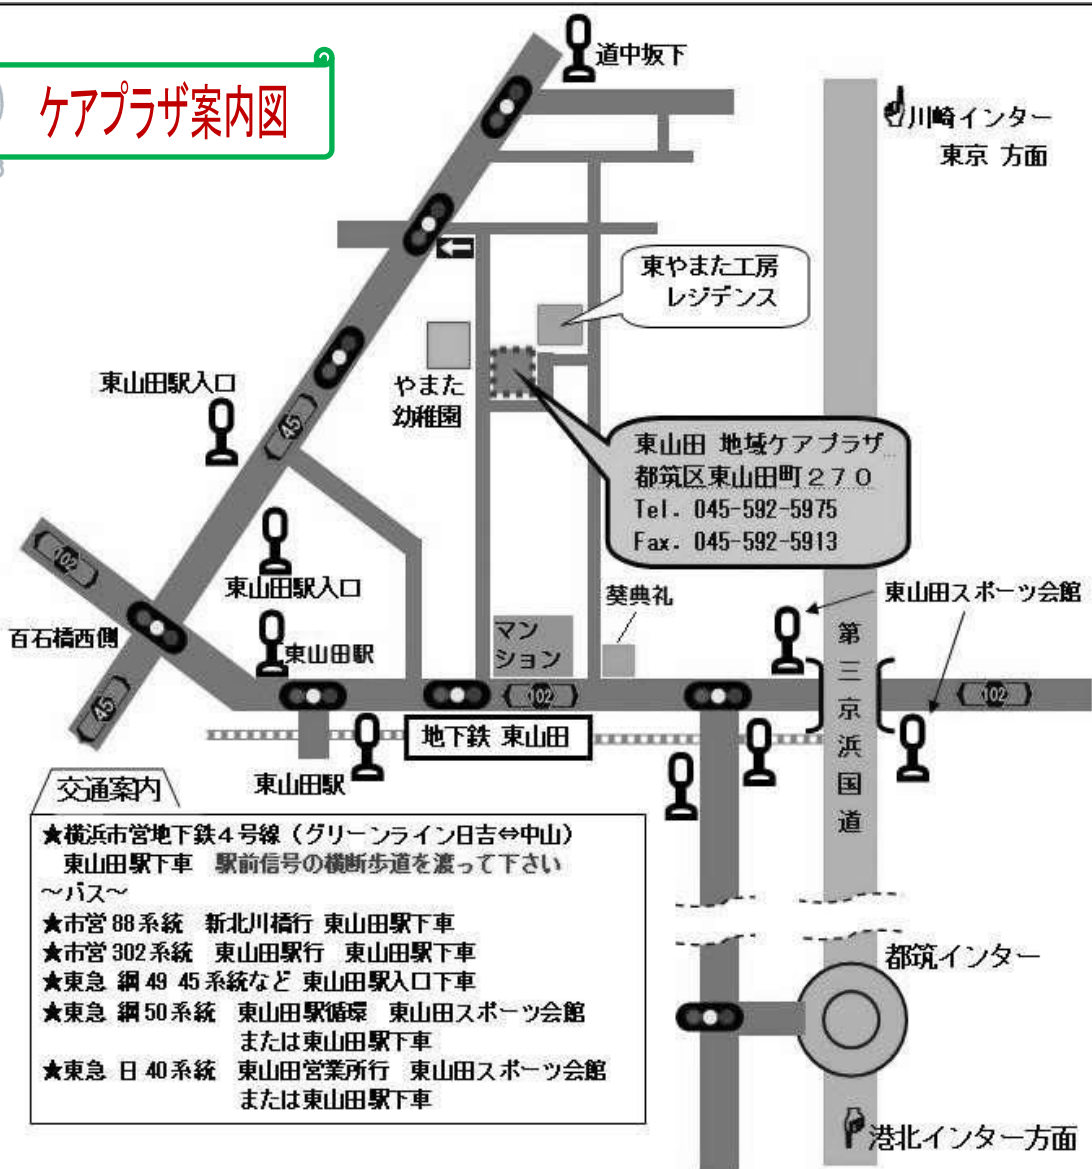 道中坂下
ケアプラザ案内図
川崎インター
東京 方面
東やまた工房
レジデンス
東山田駅入口
やまた
幼稚園
45
東山田 地域ケアプラザ
都筑区東山田町270
Tel. 045-592-5975
Fax. 045-592-5913
102
東山田駅入口
葵典礼
東山田スポーツ会館
百石橋西側
マン
ション
東山田駅
第三京浜国道
45
102
102
地下鉄 東山田
東山田駅
交通案内
★横浜市営地下鉄4号線(グリーンライン日吉⇔中山)
東山田駅下車 駅前信号の横断歩道を渡って下さい
~バス~
★市営 88系統 新北川橋行 東山田駅下車
★市営 302系統 東山田駅行 東山田駅下車
★東急 綱 49 45系統など 東山田駅入口下車
★東急 綱 50系統 東山田駅循環 東山田スポーツ会館
または東山田駅下車
★東急 日 40系統 東山田営業所行 東山田スポーツ会館
または東山田駅下車
都筑インター
港北インター方面